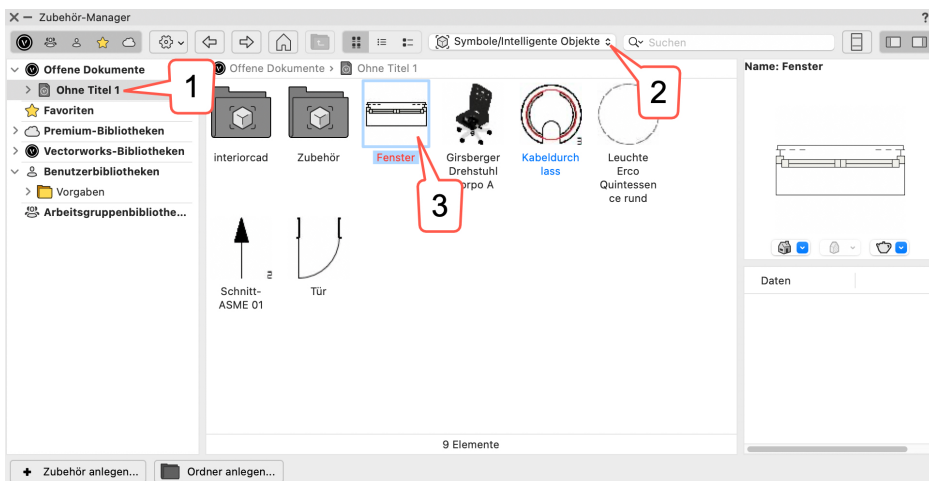 Zubehör-Manager
?
Symbole/Intelligente Objekte
Suchen
Offene Dokumente
Ohne Titel 1
Favoriten
Premium-Bibliotheken
Vectorworks-Bibliotheken
Benutzerbibliotheken
Vorgaben
Arbeitsgruppenbibliothe...
1
Offene Dokumente > Ohne Titel 1
2
interiorcad
Zubehör
Fenster
Girsberger
Drehstuhl
orpo A
Kabeldurch
lass
Leuchte
Erco
Quintessen
ce rund
3
Schnitt-
ASME 01
Tür
9 Elemente
Name: Fenster
Daten
Zubehör anlegen...
Ordner anlegen...